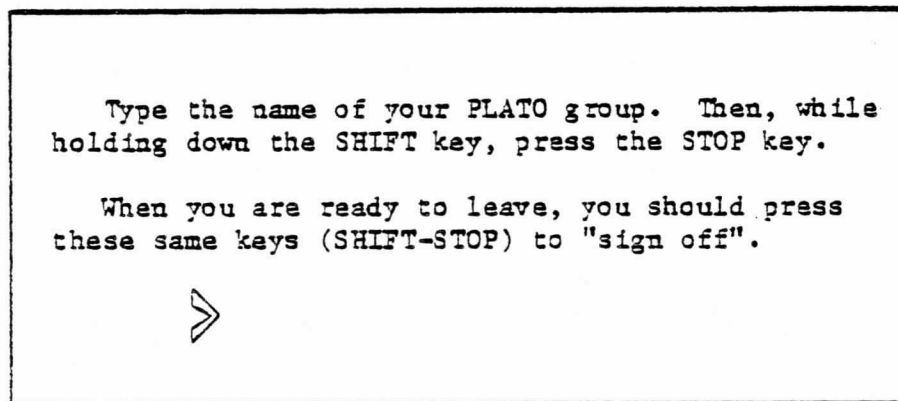 Type the name of your PLATO group. Then, while
holding down the SHIFT key, press the STOP key.
When you are ready to leave, you should press
these same keys (SHIFT-STOP) to "sign off".